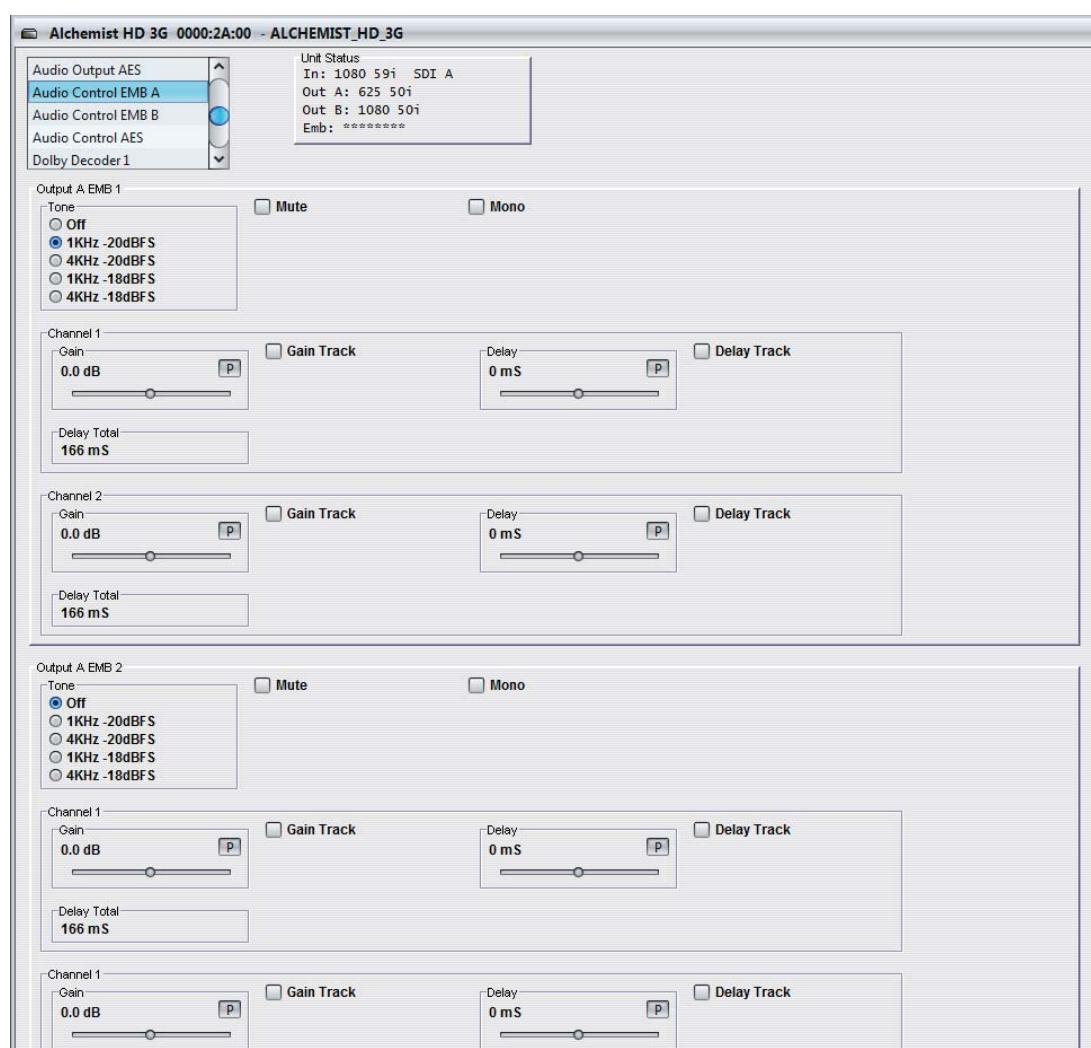 Alchemist HD 3G 0000:2A:00 - ALCHEMIST_HD_3G
Audio Output AES
Audio Control EMB A
Audio Control EMB B
Audio Control AES
Dolby Decoder 1
Unit Status
In: 1080 59i SDI A
Out A: 625 50i
Out B: 1080 50i
Emb: ********
Output A EMB 1
Tone
Off
1KHz -20dBFS
4KHz -20dBFS
1KHz -18dBFS
4KHz -18dBFS
Mute
Mono
Channel 1
Gain
0.0 dB
P
Gain Track
Delay
0 mS
P
Delay Track
Delay Total
166 mS
Channel 2
Gain
0.0 dB
P
Gain Track
Delay
0 mS
P
Delay Track
Delay Total
166 mS
Output A EMB 2
Tone
Off
1KHz -20dBFS
4KHz -20dBFS
1KHz -18dBFS
4KHz -18dBFS
Mute
Mono
Channel 1
Gain
0.0 dB
P
Gain Track
Delay
0 mS
P
Delay Track
Delay Total
166 mS
Channel 1
Gain
0.0 dB
P
Gain Track
Delay
0 mS
P
Delay Track